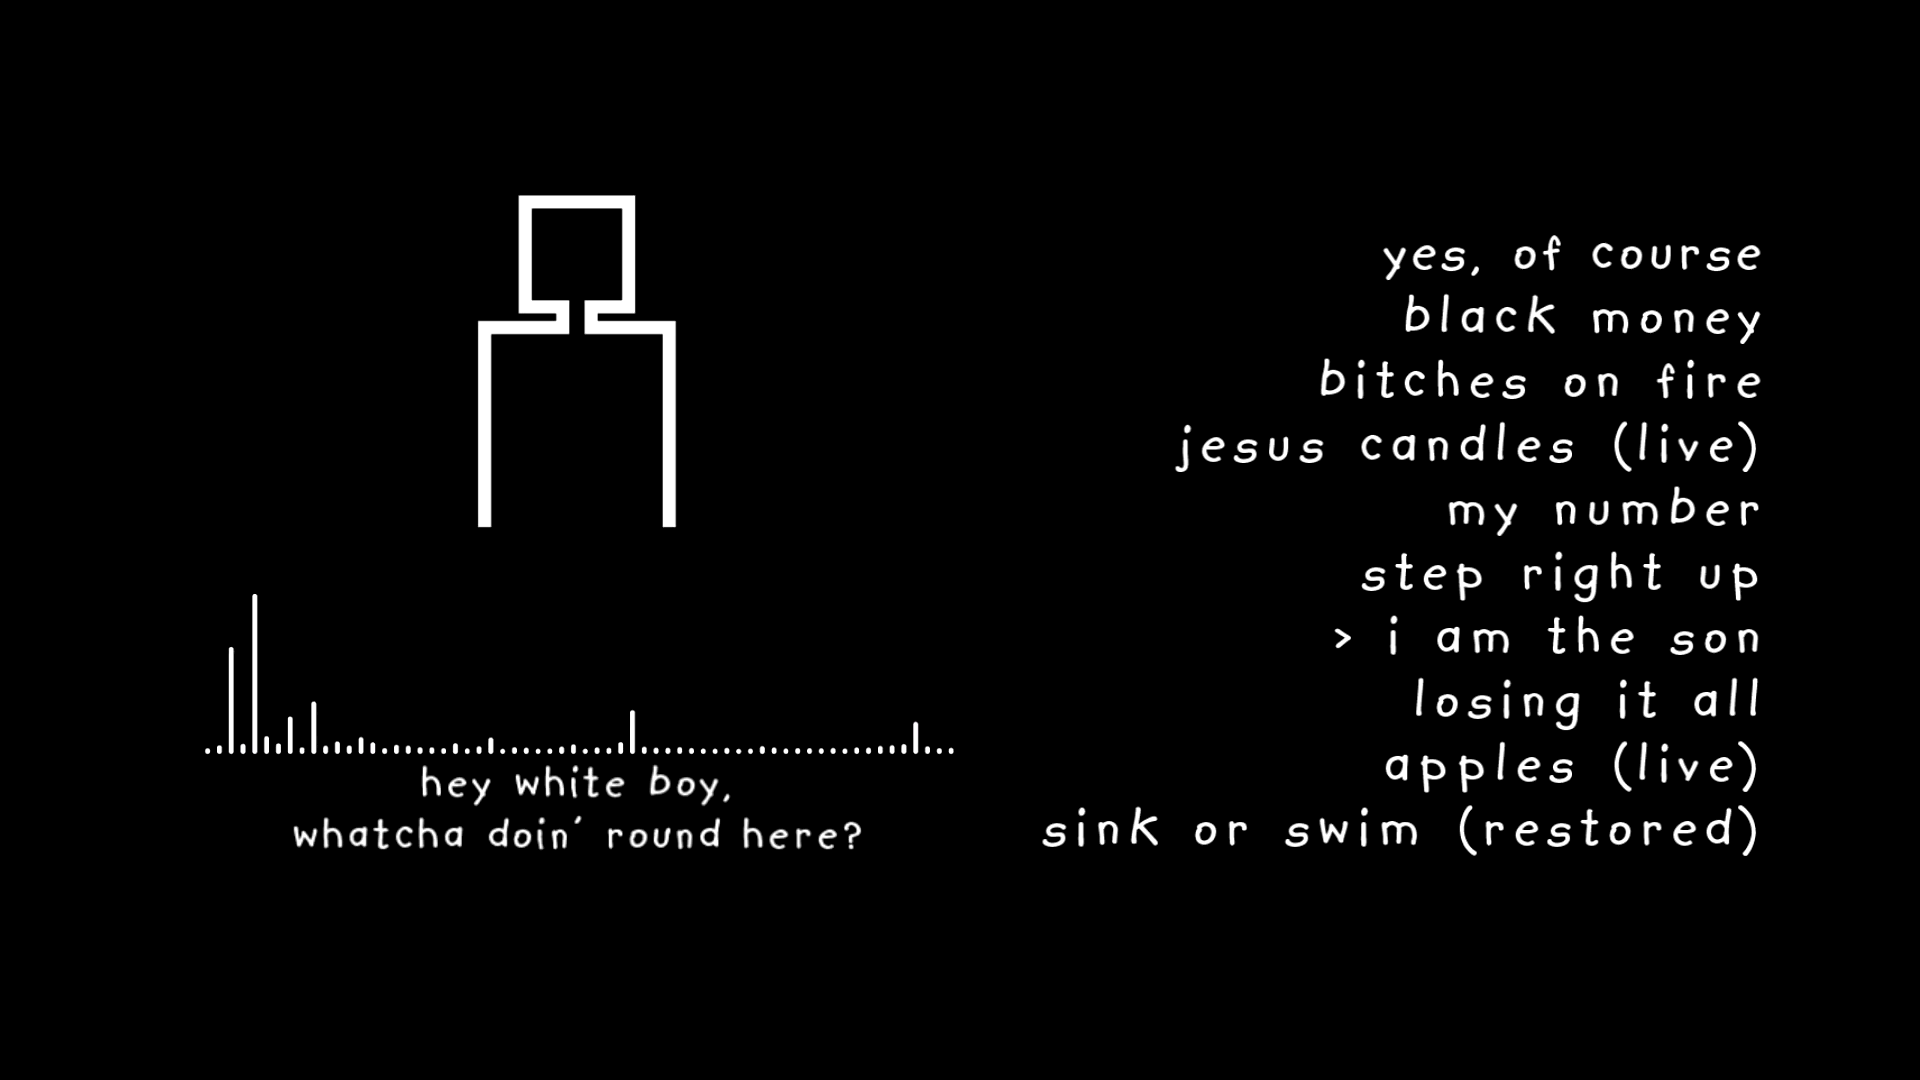 hey white boy,
whatcha doin' round here?
yes, of course
black money
bitches on fire
jesus candles (live)
my number
step right up
> i am the son
losing it all
apples (live)
sink or swim (restored)